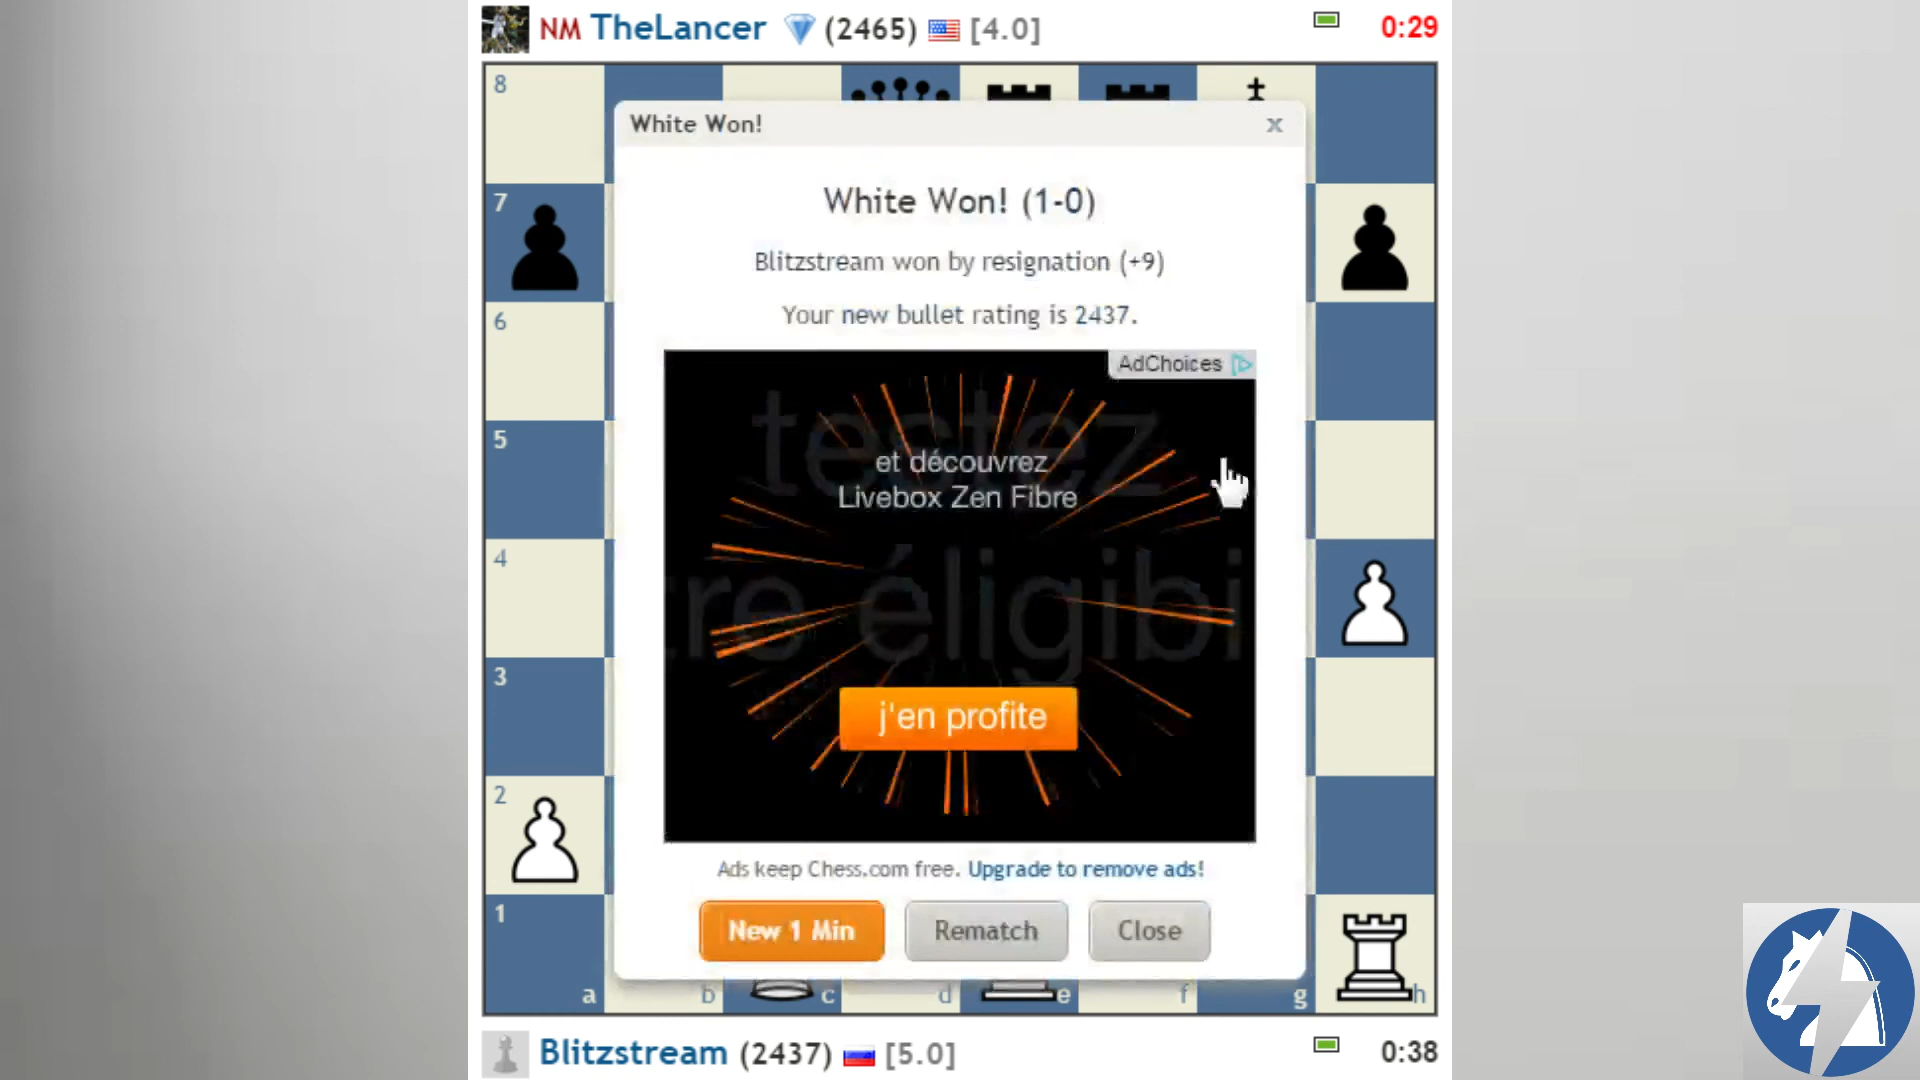 NM TheLancer (2465) [4.0] 0:29
8
White Won! x
White Won! (1-0)
7
Blitzstream won by resignation (+9)
Your new bullet rating is 2437.
6
AdChoices
testez
5
et découvrez
Livebox Zen Fibre
4
tre éligibi
3
j'en profite
2
Ads keep Chess.com free. Upgrade to remove ads!
1
New 1 Min Rematch Close
a b c d e f g h
Blitzstream (2437) [5.0] 0:38